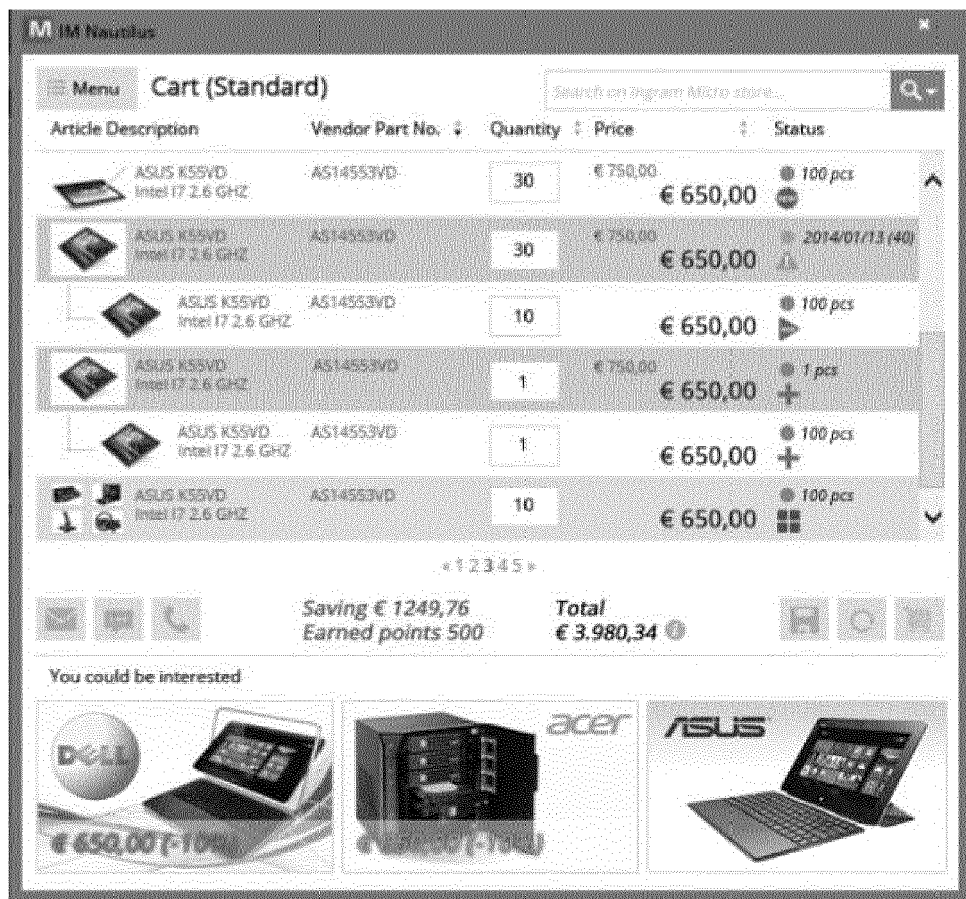 M IM Nautilus
Menu Cart (Standard)
Search on Ingram Micro store...
Article Description Vendor Part No. Quantity Price Status
ASUS K55VD AS14553VD € 750,00 100 pcs
Intel I7 2.6 GHZ 30 € 650,00
ASUS K55VD AS14553VD € 750,00 2014/01/13 (40)
Intel I7 2.6 GHZ 30 € 650,00
ASUS K55VD AS14553VD 100 pcs
Intel I7 2.6 GHZ 10 € 650,00
ASUS K55VD AS14553VD € 750,00 1 pcs
Intel I7 2.6 GHZ 1 € 650,00
ASUS K55VD AS14553VD 100 pcs
Intel I7 2.6 GHZ 1 € 650,00
ASUS K55VD AS14553VD 100 pcs
Intel I7 2.6 GHZ 10 € 650,00
« 1 2 3 4 5 »
Saving € 1249,76 Total
Earned points 500 € 3.980,34
You could be interested
DELL acer ASUS
€ 650,00 (-10%) (-10%)